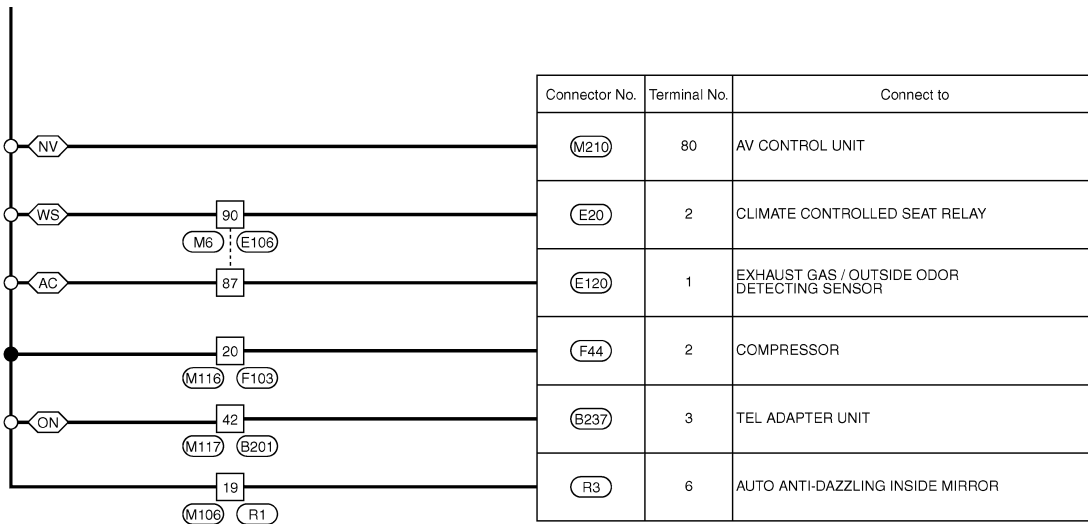 Connector No. Terminal No. Connect to
NV M210 80 AV CONTROL UNIT
WS 90 E20 2 CLIMATE CONTROLLED SEAT RELAY
M6 E106
AC 87 E120 1 EXHAUST GAS / OUTSIDE ODOR
DETECTING SENSOR
20 F44 2 COMPRESSOR
M116 F103
ON 42 B237 3 TEL ADAPTER UNIT
M117 B201
19 R3 6 AUTO ANTI-DAZZLING INSIDE MIRROR
M106 R1